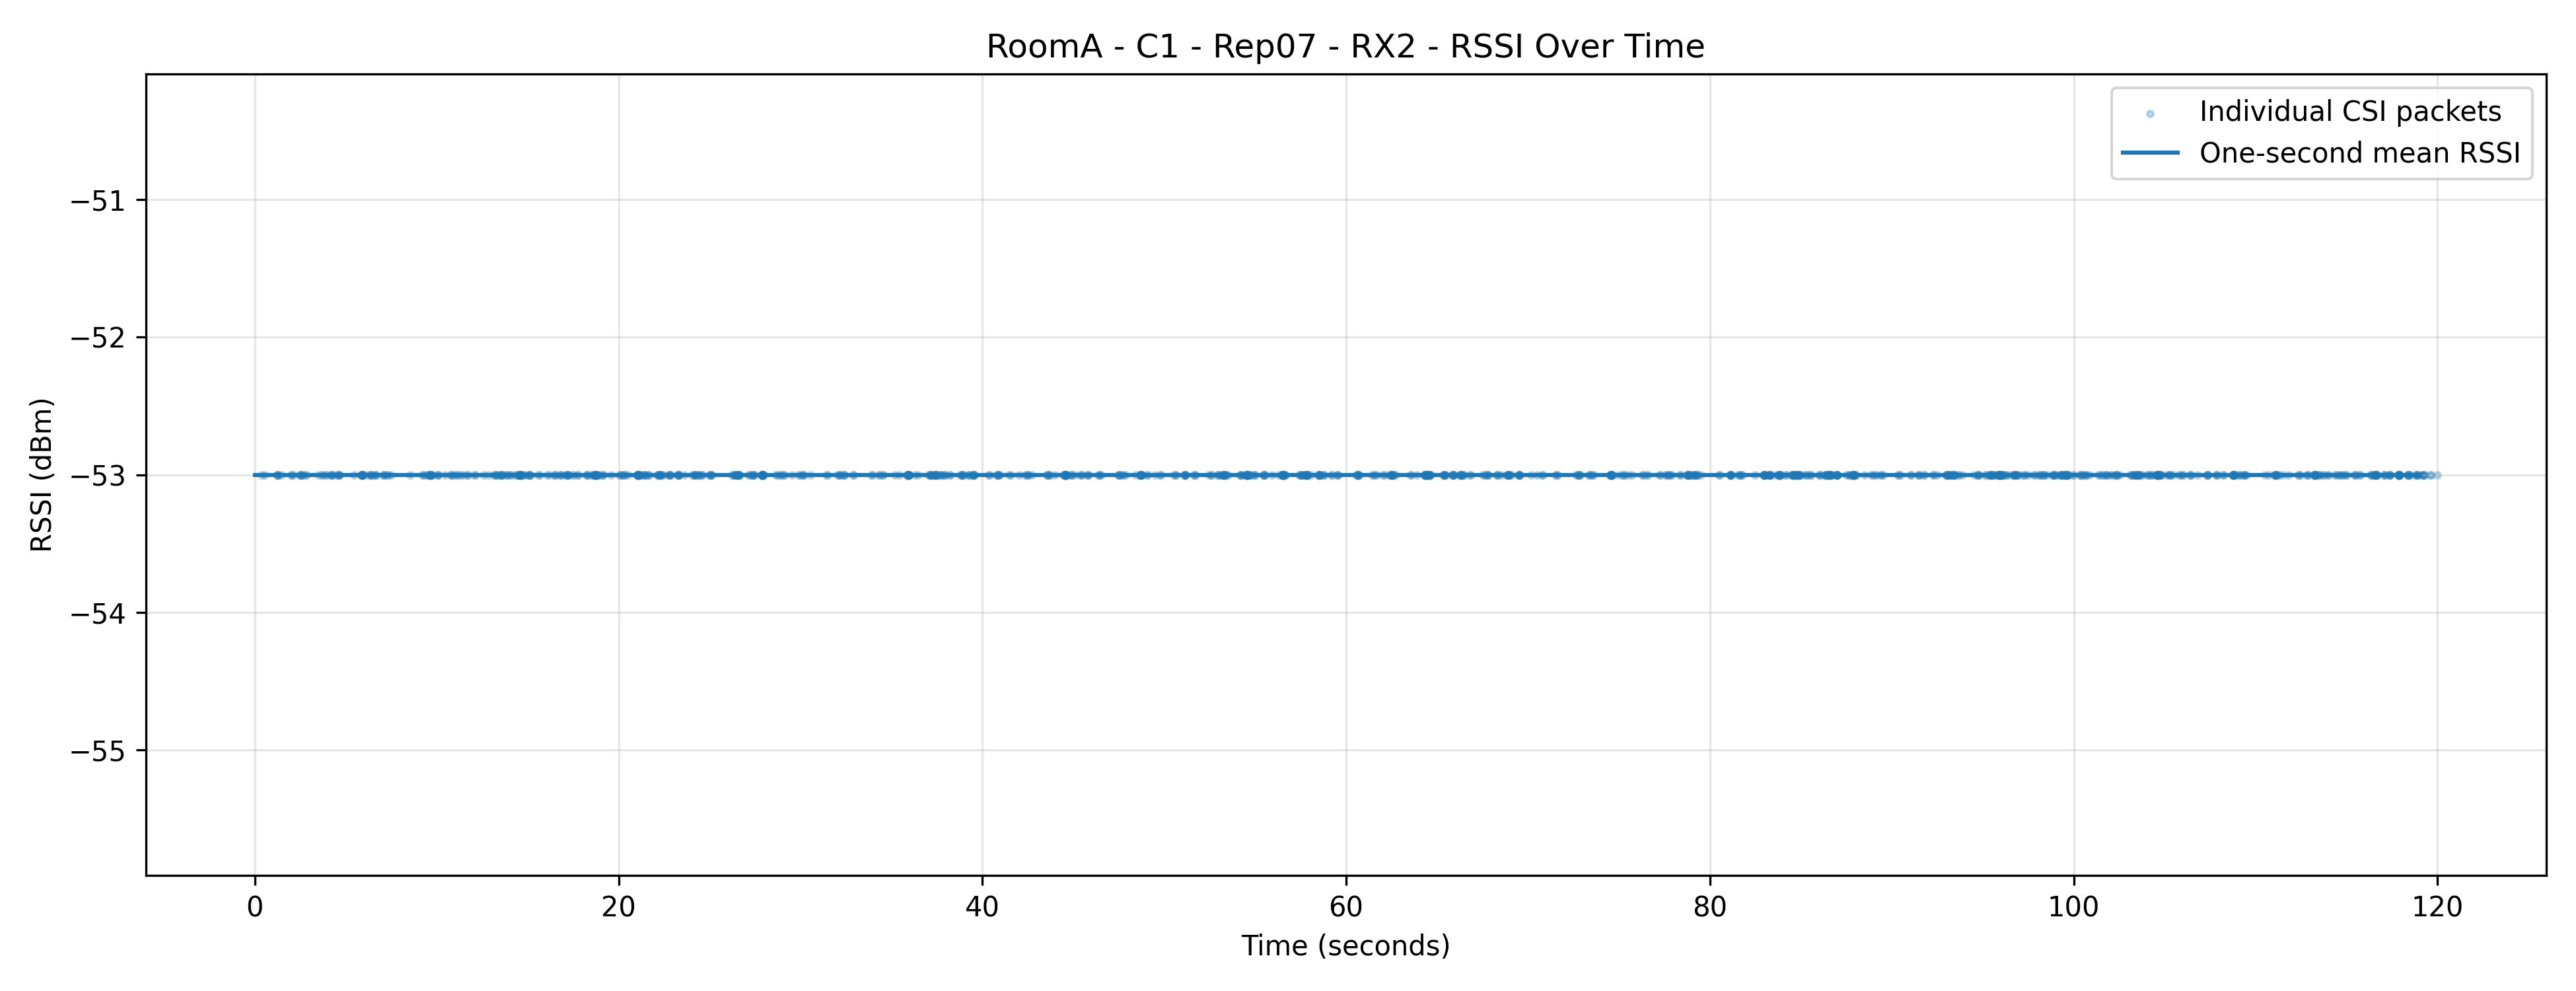 RoomA - C1 - Rep07 - RX2 - RSSI Over Time
Individual CSI packets
One-second mean RSSI
RSSI (dBm)
−51
−52
−53
−54
−55
0
20
40
60
80
100
120
Time (seconds)